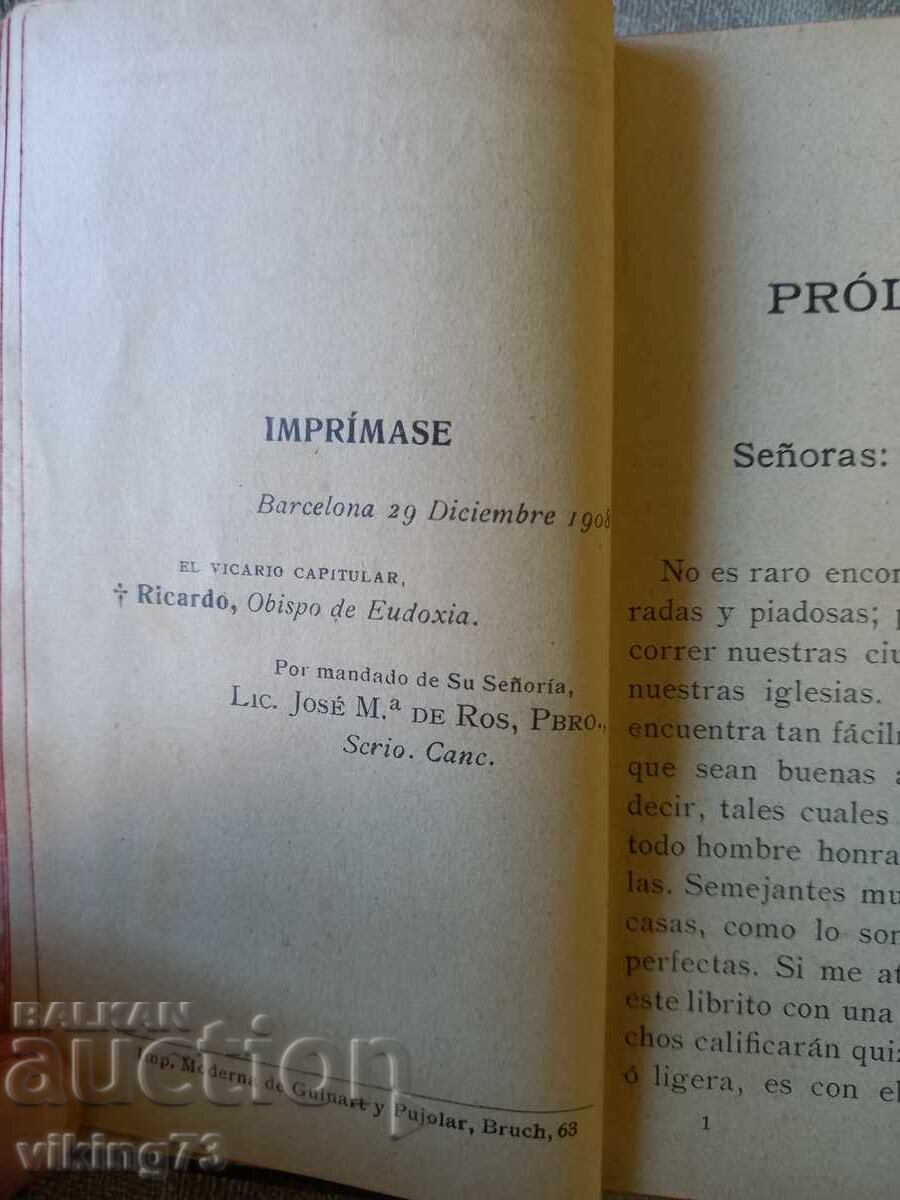 IMPRÍMASE
Barcelona 29 Diciembre 1908
EL VICARIO CAPITULAR,
† Ricardo, Obispo de Eudoxia.
Por mandado de Su Señoría,
Lic. José M.ª de Ros, Pbro.,
Scrio. Canc.
Imp. Moderna de Guinart y Pujolar, Bruch, 63
PRÓL
Señoras:
No es raro encon
radas y piadosas; p
correr nuestras ciu
nuestras iglesias.
encuentra tan fáciln
que sean buenas a
decir, tales cuales
todo hombre honra
las. Semejantes mu
casas, como lo son
perfectas. Si me at
este librito con una
chos calificarán quiz
ó ligera, es con el
1
BALKAN
auction
viking73